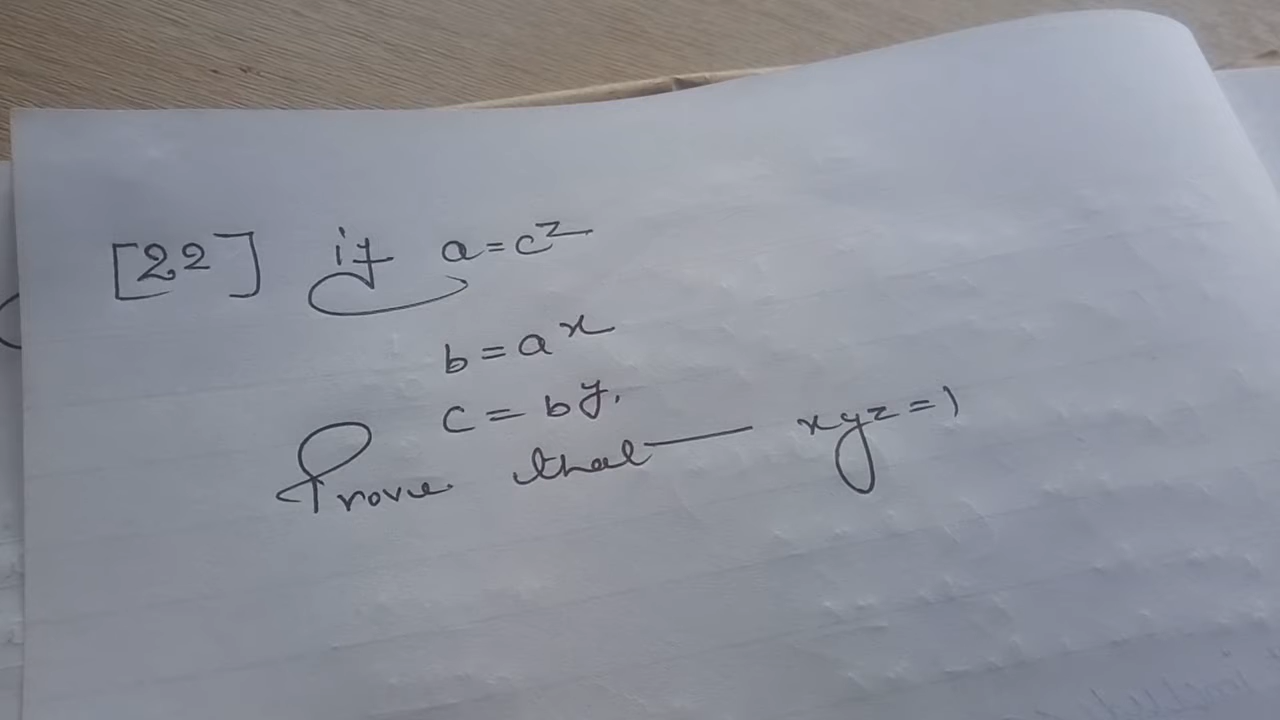 [22] if a=c^z
b=a^x
c=b^y.
Prove that— xyz=1